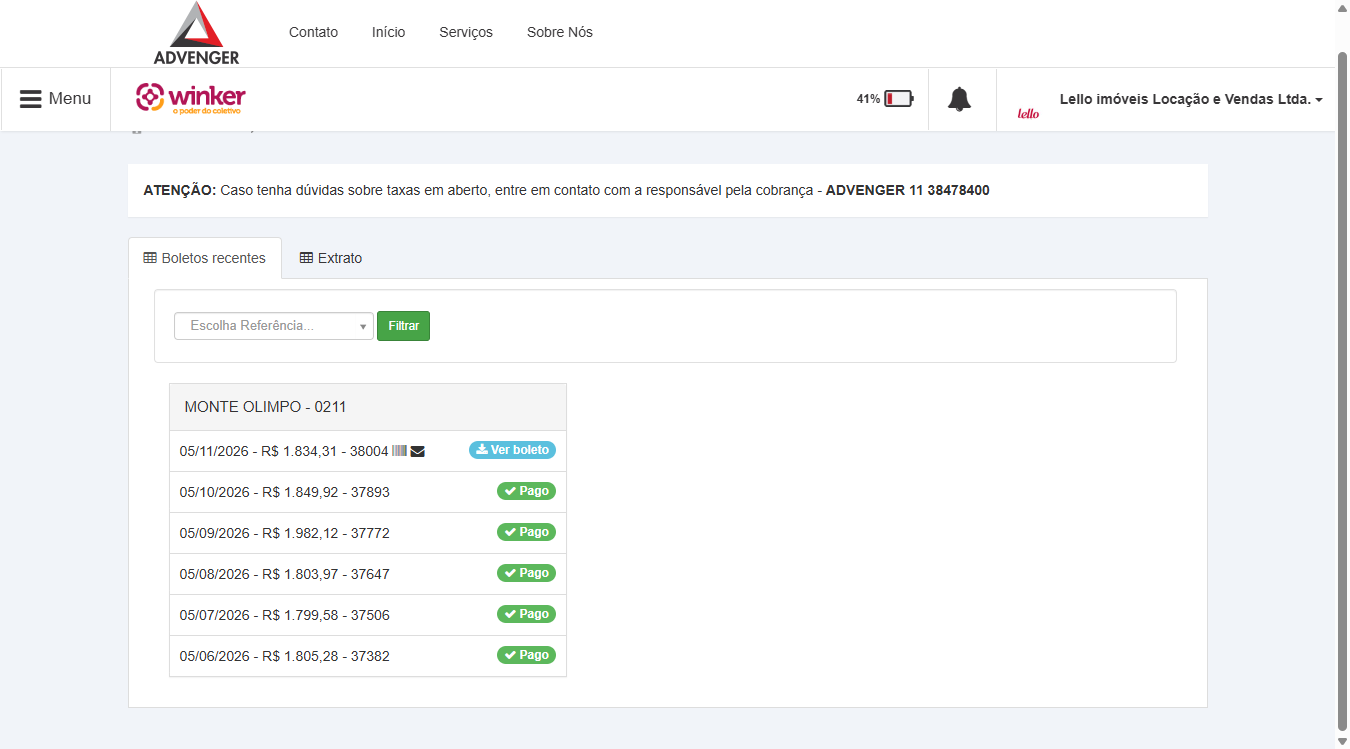 Contato Início Serviços Sobre Nós
ADVENGER
Menu
winker
o poder do coletivo
41%
lello
Lello imóveis Locação e Vendas Ltda.
ATENÇÃO: Caso tenha dúvidas sobre taxas em aberto, entre em contato com a responsável pela cobrança - ADVENGER 11 38478400
Boletos recentes Extrato
Escolha Referência... Filtrar
MONTE OLIMPO - 0211
05/11/2026 - R$ 1.834,31 - 38004 Ver boleto
05/10/2026 - R$ 1.849,92 - 37893 Pago
05/09/2026 - R$ 1.982,12 - 37772 Pago
05/08/2026 - R$ 1.803,97 - 37647 Pago
05/07/2026 - R$ 1.799,58 - 37506 Pago
05/06/2026 - R$ 1.805,28 - 37382 Pago